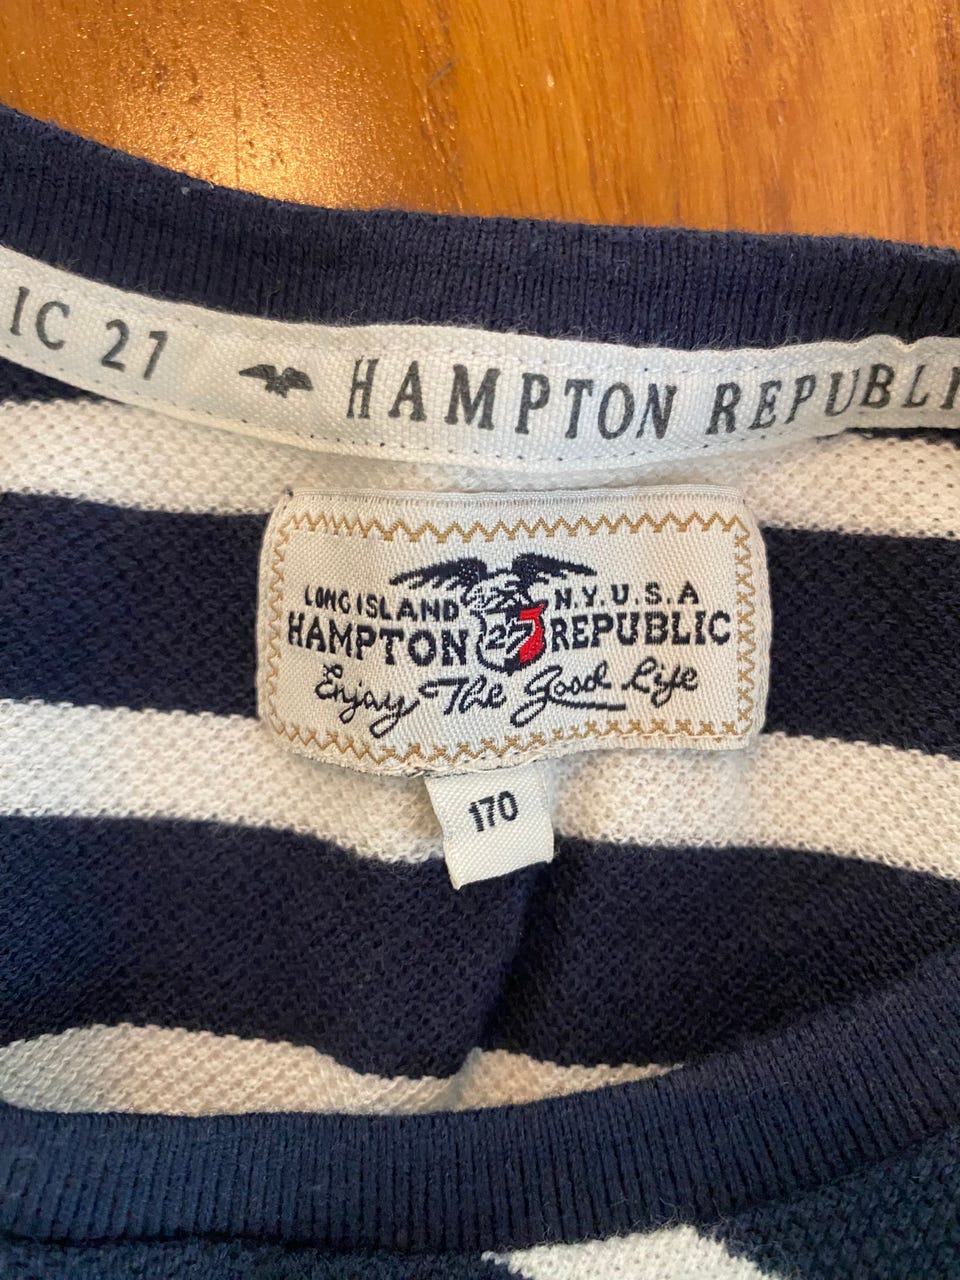 IC 27 HAMPTON REPUBLI
LONG ISLAND N.Y. U.S.A
HAMPTON 27 REPUBLIC
Enjoy The Good Life
170